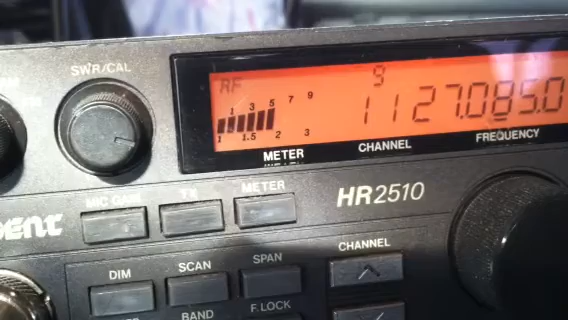 SWR/CAL
RF
9
1 3 5 7 9
1 1.5 2 3
11 27.085.0
METER
CHANNEL
FREQUENCY
MIC GAIN
TX
METER
HR2510
CHANNEL
DIM
SCAN
SPAN
BAND
F.LOCK